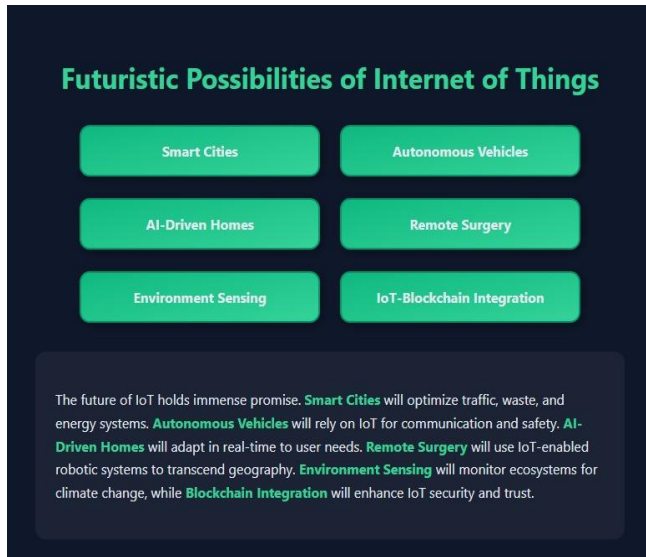 Futuristic Possibilities of Internet of Things
Smart Cities
Autonomous Vehicles
AI-Driven Homes
Remote Surgery
Environment Sensing
IoT-Blockchain Integration
The future of IoT holds immense promise. Smart Cities will optimize traffic, waste, and
energy systems. Autonomous Vehicles will rely on IoT for communication and safety. AI-
Driven Homes will adapt in real-time to user needs. Remote Surgery will use IoT-enabled
robotic systems to transcend geography. Environment Sensing will monitor ecosystems for
climate change, while Blockchain Integration will enhance IoT security and trust.